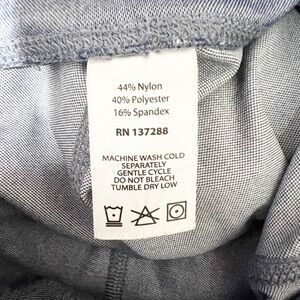 44% Nylon
40% Polyester
16% Spandex
RN 137288
MACHINE WASH COLD
SEPARATELY
GENTLE CYCLE
DO NOT BLEACH
TUMBLE DRY LOW